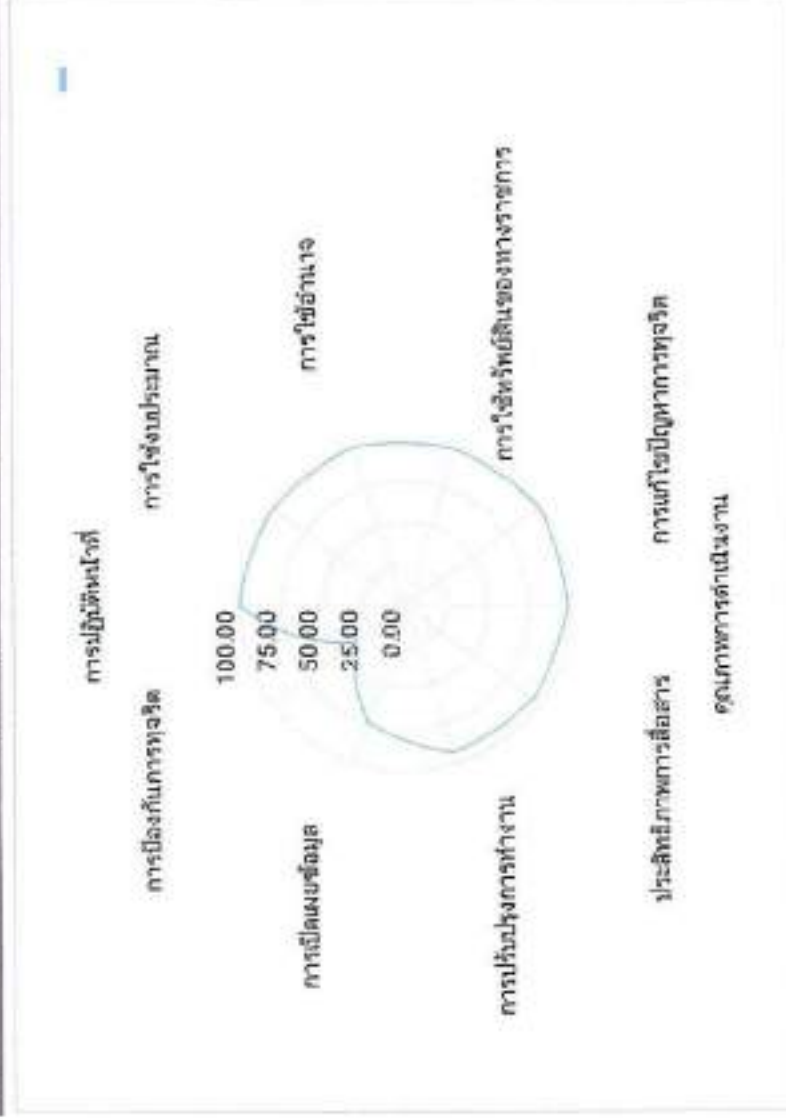 การปฏิบัติหน้าที่
การป้องกันการทุจริต
การใช้งบประมาณ
100.00
75.00
50.00
25.00
0.00
การเปิดเผยข้อมูล
การใช้อำนาจ
การปรับปรุงการทำงาน
การใช้ทรัพย์สินของทางราชการ
ประสิทธิภาพการสื่อสาร
การแก้ไขปัญหาการทุจริต
คุณภาพการดำเนินงาน